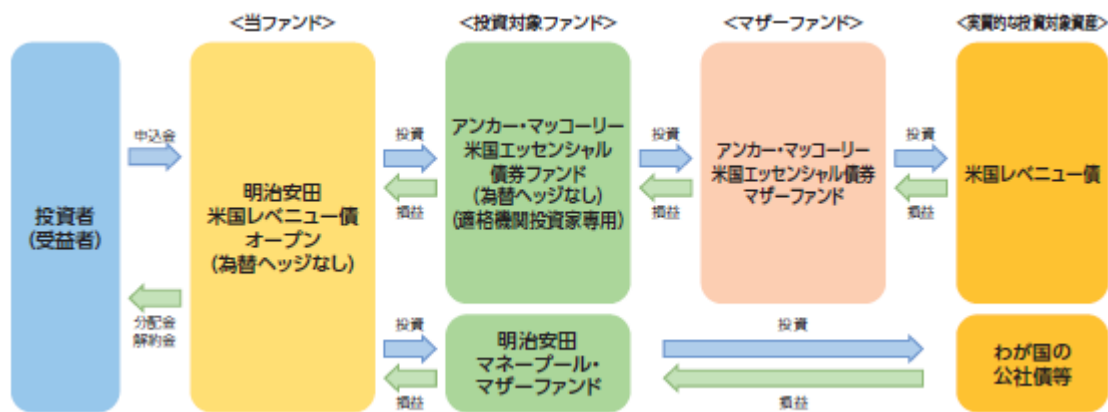 <当ファンド>
<投資対象ファンド>
<マザーファンド>
<実質的な投資対象資産>
投資者
(受益者)
申込金
分配金
解約金
明治安田
米国レベニュー債
オープン
(為替ヘッジなし)
投資
損益
アンカー・マッコーリー
米国エッセンシャル
債券ファンド
(為替ヘッジなし)
(適格機関投資家専用)
投資
損益
アンカー・マッコーリー
米国エッセンシャル債券
マザーファンド
投資
損益
米国レベニュー債
投資
損益
明治安田
マネープール・
マザーファンド
投資
損益
わが国の
公社債等